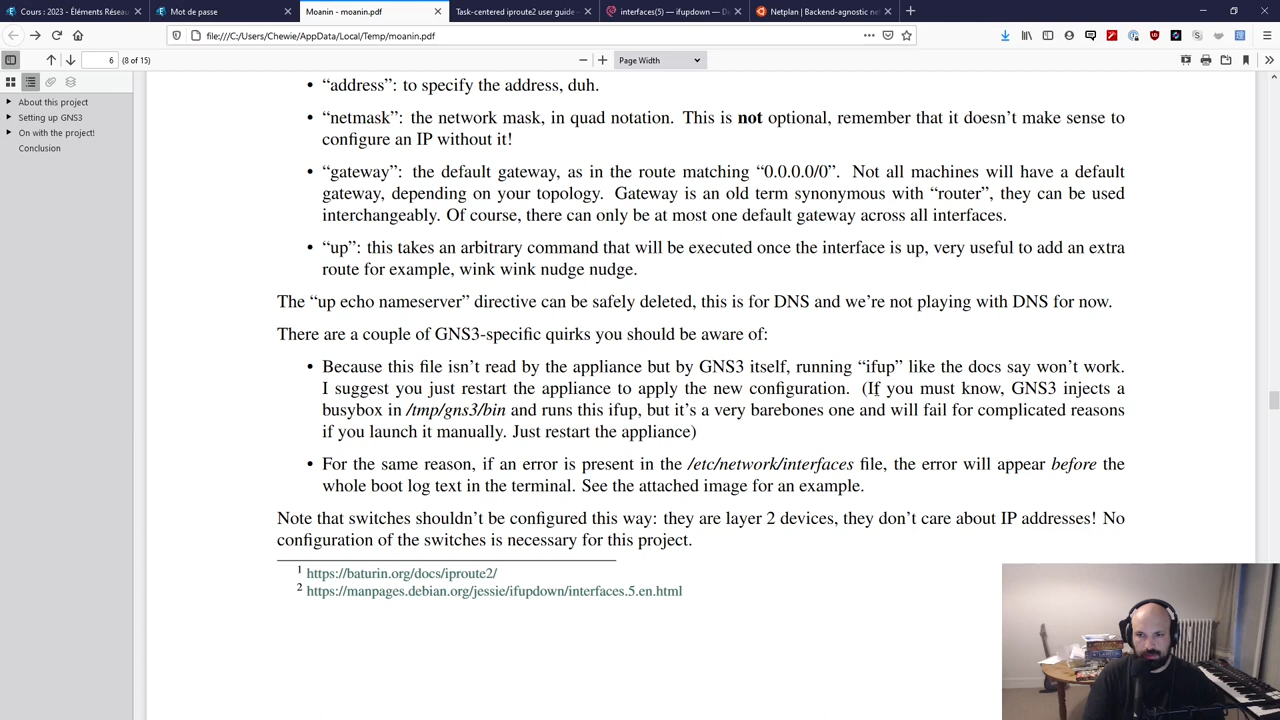 Cours : 2023 - Éléments Réseau
Mot de passe
Moanin - moanin.pdf
Task-centered iproute2 user guide
interfaces(5) — ifupdown — D
Netplan | Backend-agnostic net
file:///C:/Users/Chewie/AppData/Local/Temp/moanin.pdf
6 (8 of 15)
Page Width
About this project
Setting up GNS3
On with the project!
Conclusion
• “address”: to specify the address, duh.
• “netmask”: the network mask, in quad notation. This is not optional, remember that it doesn’t make sense to
configure an IP without it!
• “gateway”: the default gateway, as in the route matching “0.0.0.0/0”. Not all machines will have a default
gateway, depending on your topology. Gateway is an old term synonymous with “router”, they can be used
interchangeably. Of course, there can only be at most one default gateway across all interfaces.
• “up”: this takes an arbitrary command that will be executed once the interface is up, very useful to add an extra
route for example, wink wink nudge nudge.
The “up echo nameserver” directive can be safely deleted, this is for DNS and we’re not playing with DNS for now.
There are a couple of GNS3-specific quirks you should be aware of:
• Because this file isn’t read by the appliance but by GNS3 itself, running “ifup” like the docs say won’t work.
I suggest you just restart the appliance to apply the new configuration. (If you must know, GNS3 injects a
busybox in /tmp/gns3/bin and runs this ifup, but it’s a very barebones one and will fail for complicated reasons
if you launch it manually. Just restart the appliance)
• For the same reason, if an error is present in the /etc/network/interfaces file, the error will appear before the
whole boot log text in the terminal. See the attached image for an example.
Note that switches shouldn’t be configured this way: they are layer 2 devices, they don’t care about IP addresses! No
configuration of the switches is necessary for this project.
1 https://baturin.org/docs/iproute2/
2 https://manpages.debian.org/jessie/ifupdown/interfaces.5.en.html